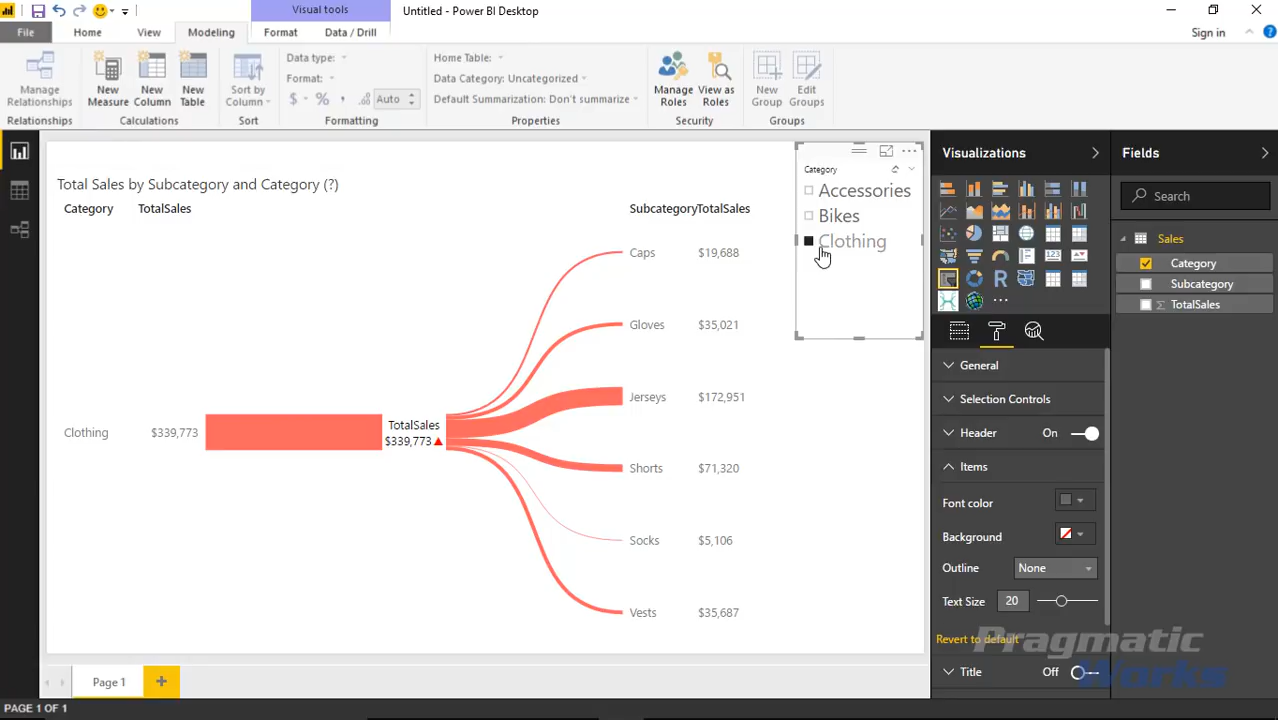 Visual tools
Untitled - Power BI Desktop
File
Home
View
Modeling
Format
Data / Drill
Sign in
Manage
Relationships
New
Measure
New
Column
New
Table
Sort by
Column
Data type:
Format:
$ % , Auto
Home Table:
Data Category: Uncategorized
Default Summarization: Don't summarize
Manage
Roles
View as
Roles
New
Group
Edit
Groups
Relationships
Calculations
Sort
Formatting
Properties
Security
Groups
Total Sales by Subcategory and Category (?)
Category TotalSales
SubcategoryTotalSales
Caps $19,688
Gloves $35,021
Jerseys $172,951
Clothing $339,773
TotalSales
$339,773
Shorts $71,320
Socks $5,106
Vests $35,687
Category
Accessories
Bikes
Clothing
Visualizations
R
General
Selection Controls
Header On
Items
Font color
Background
Outline None
Text Size 20
Revert to default
Title Off
Fields
Search
Sales
Category
Subcategory
Σ TotalSales
Pragmatic
Works
Page 1
PAGE 1 OF 1